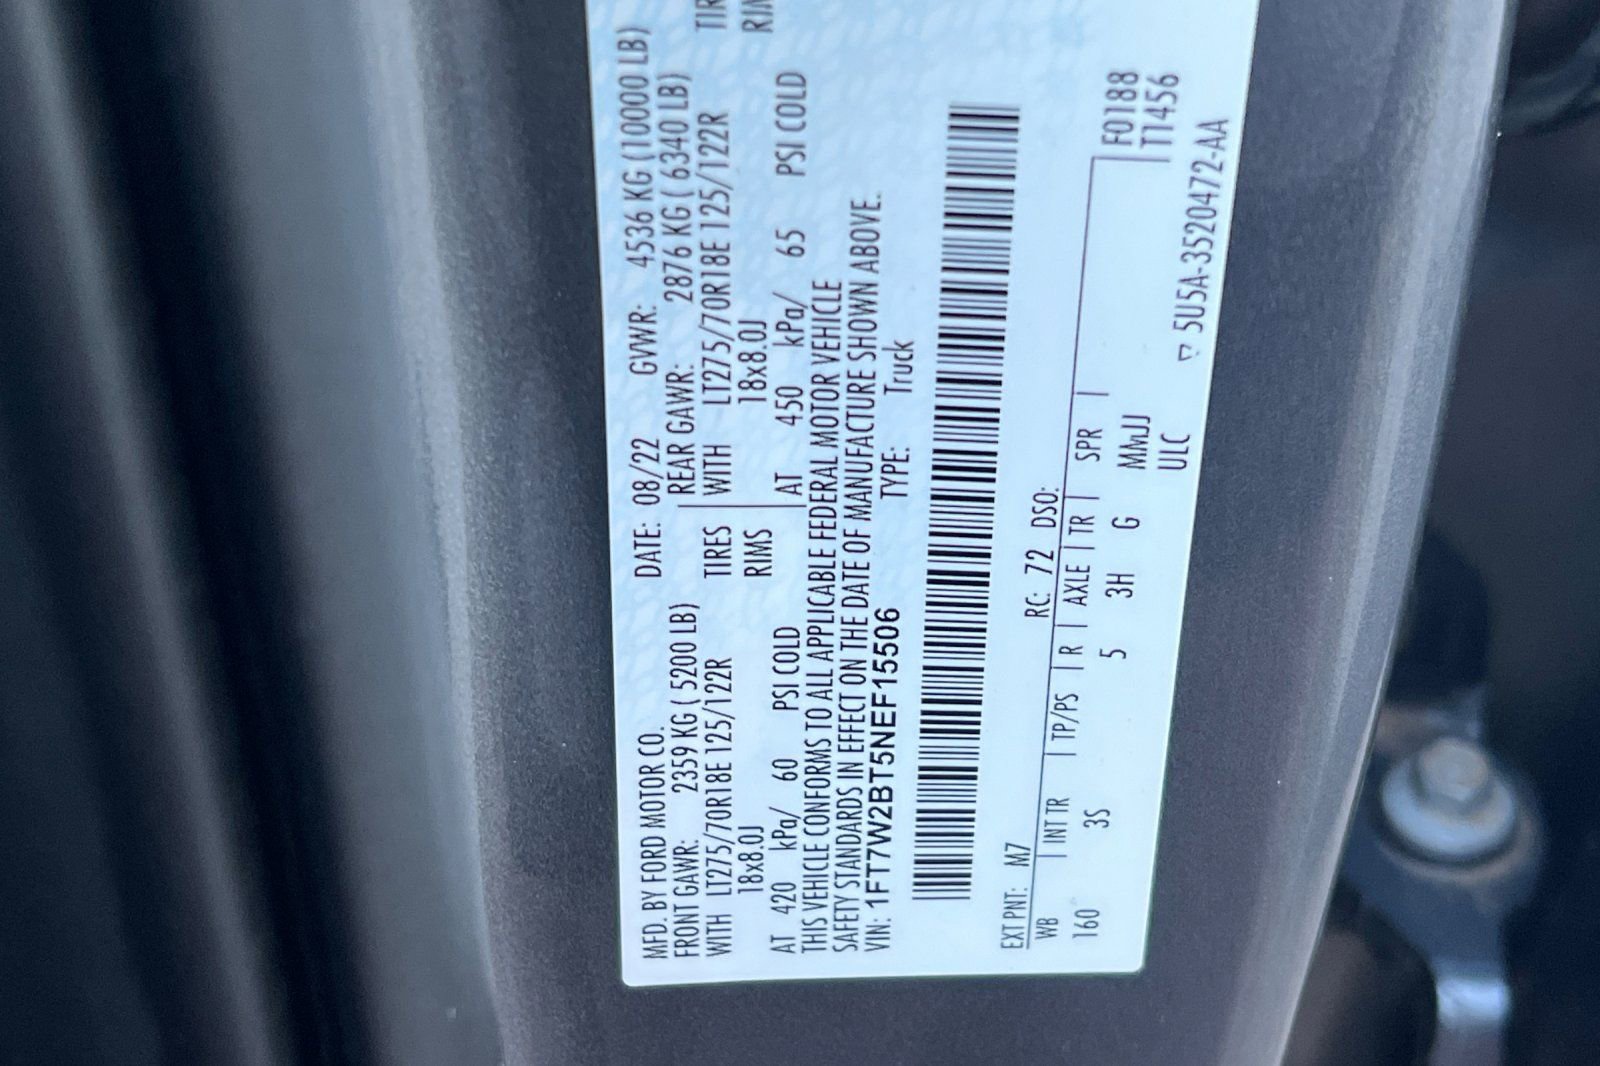 MFD. BY FORD MOTOR CO. DATE: 08/22 GVWR: 4536 KG (10000 LB)
FRONT GAWR: 2359 KG ( 5200 LB) REAR GAWR: 2876 KG ( 6340 LB)
WITH LT275/70R18E 125/122R TIRES WITH LT275/70R18E 125/122R TIR
18x8.0J RIMS 18x8.0J RIM
AT 420 kPa/ 60 PSI COLD AT 450 kPa/ 65 PSI COLD
THIS VEHICLE CONFORMS TO ALL APPLICABLE FEDERAL MOTOR VEHICLE
SAFETY STANDARDS IN EFFECT ON THE DATE OF MANUFACTURE SHOWN ABOVE.
VIN: 1FT7W2BT5NEF15506 TYPE: Truck
EXT PNT: M7 RC: 72 DSO:
WB INT TR TP/PS R AXLE TR SPR F0188
160 3S 5 3H G MMJJ T1456
ULC 5U5A-3520472-AA